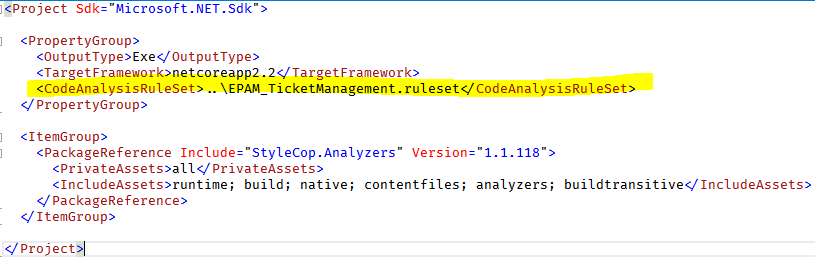 <Project Sdk="Microsoft.NET.Sdk">
<PropertyGroup>
<OutputType>Exe</OutputType>
<TargetFramework>netcoreapp2.2</TargetFramework>
<CodeAnalysisRuleSet>..\EPAM_TicketManagement.ruleset</CodeAnalysisRuleSet>
</PropertyGroup>
<ItemGroup>
<PackageReference Include="StyleCop.Analyzers" Version="1.1.118">
<PrivateAssets>all</PrivateAssets>
<IncludeAssets>runtime; build; native; contentfiles; analyzers; buildtransitive</IncludeAssets>
</PackageReference>
</ItemGroup>
</Project>